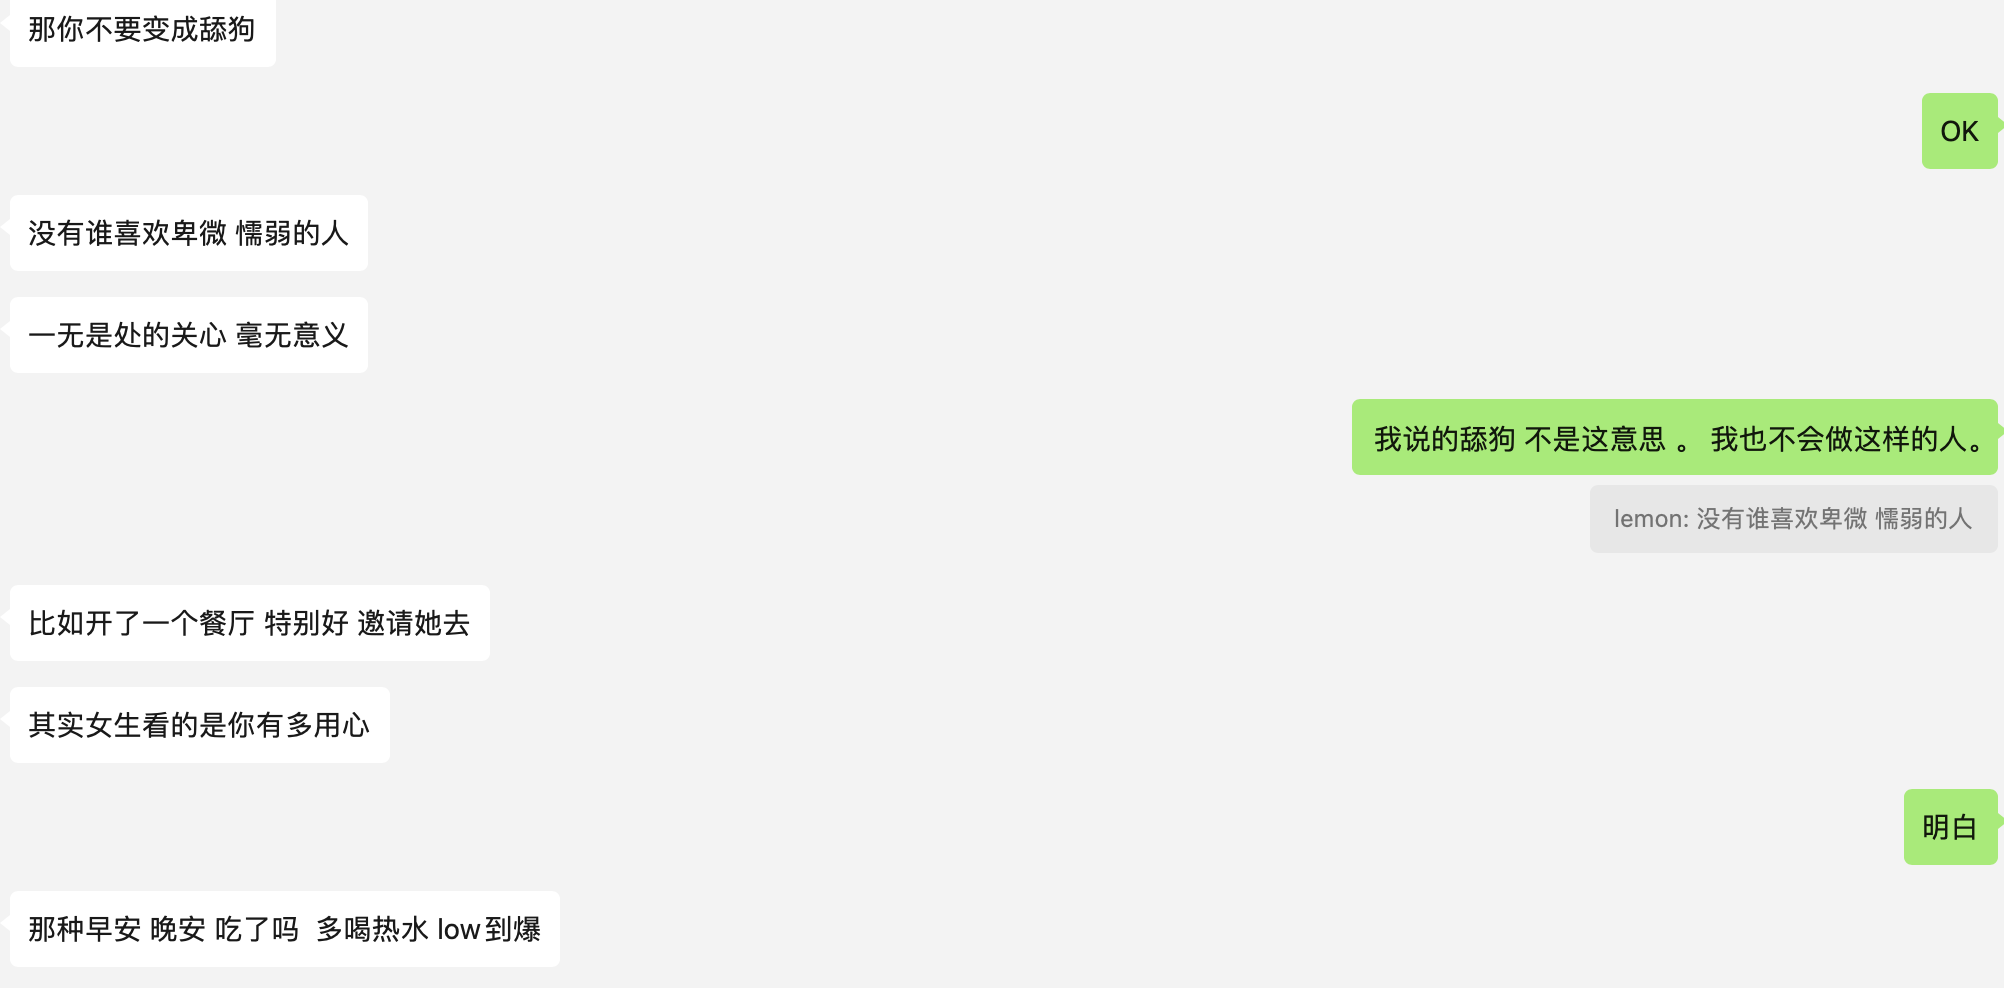 那你不要变成舔狗
OK
没有谁喜欢卑微 懦弱的人
一无是处的关心 毫无意义
我说的舔狗 不是这意思 。 我也不会做这样的人。
lemon: 没有谁喜欢卑微 懦弱的人
比如开了一个餐厅 特别好 邀请她去
其实女生看的是你有多用心
明白
那种早安 晚安 吃了吗  多喝热水 low到爆